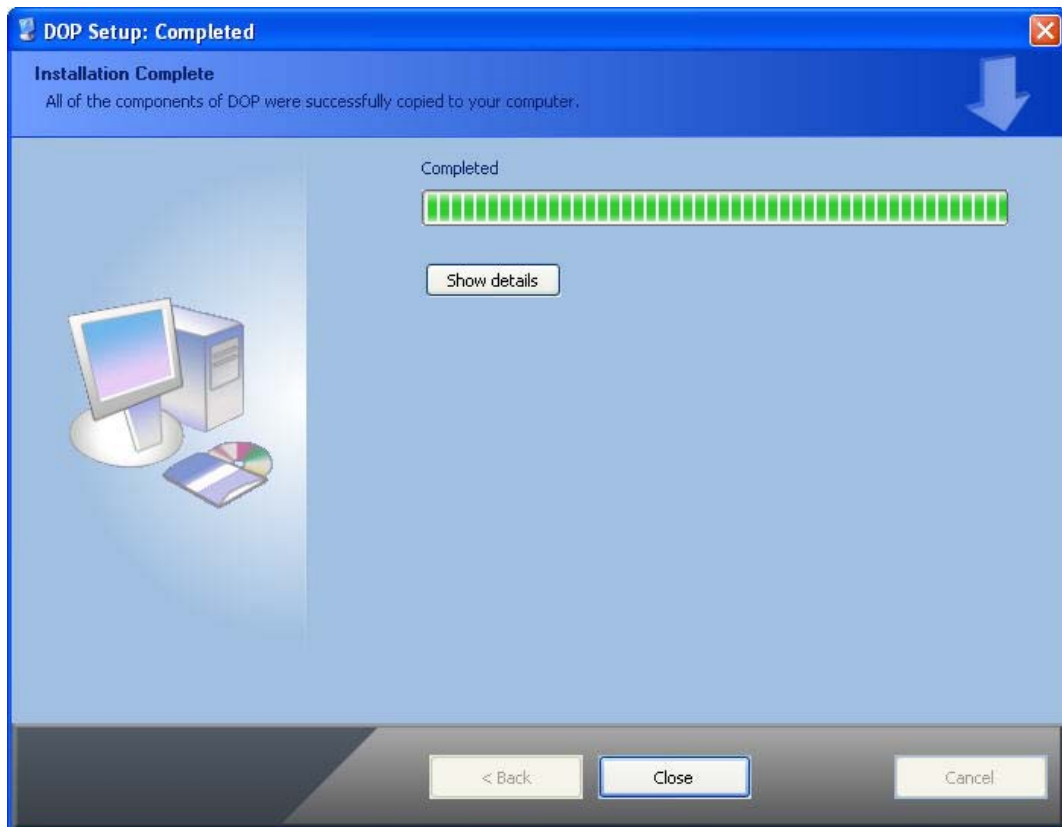 DOP Setup: Completed
Installation Complete
All of the components of DOP were successfully copied to your computer.
Completed
Show details
< Back
Close
Cancel